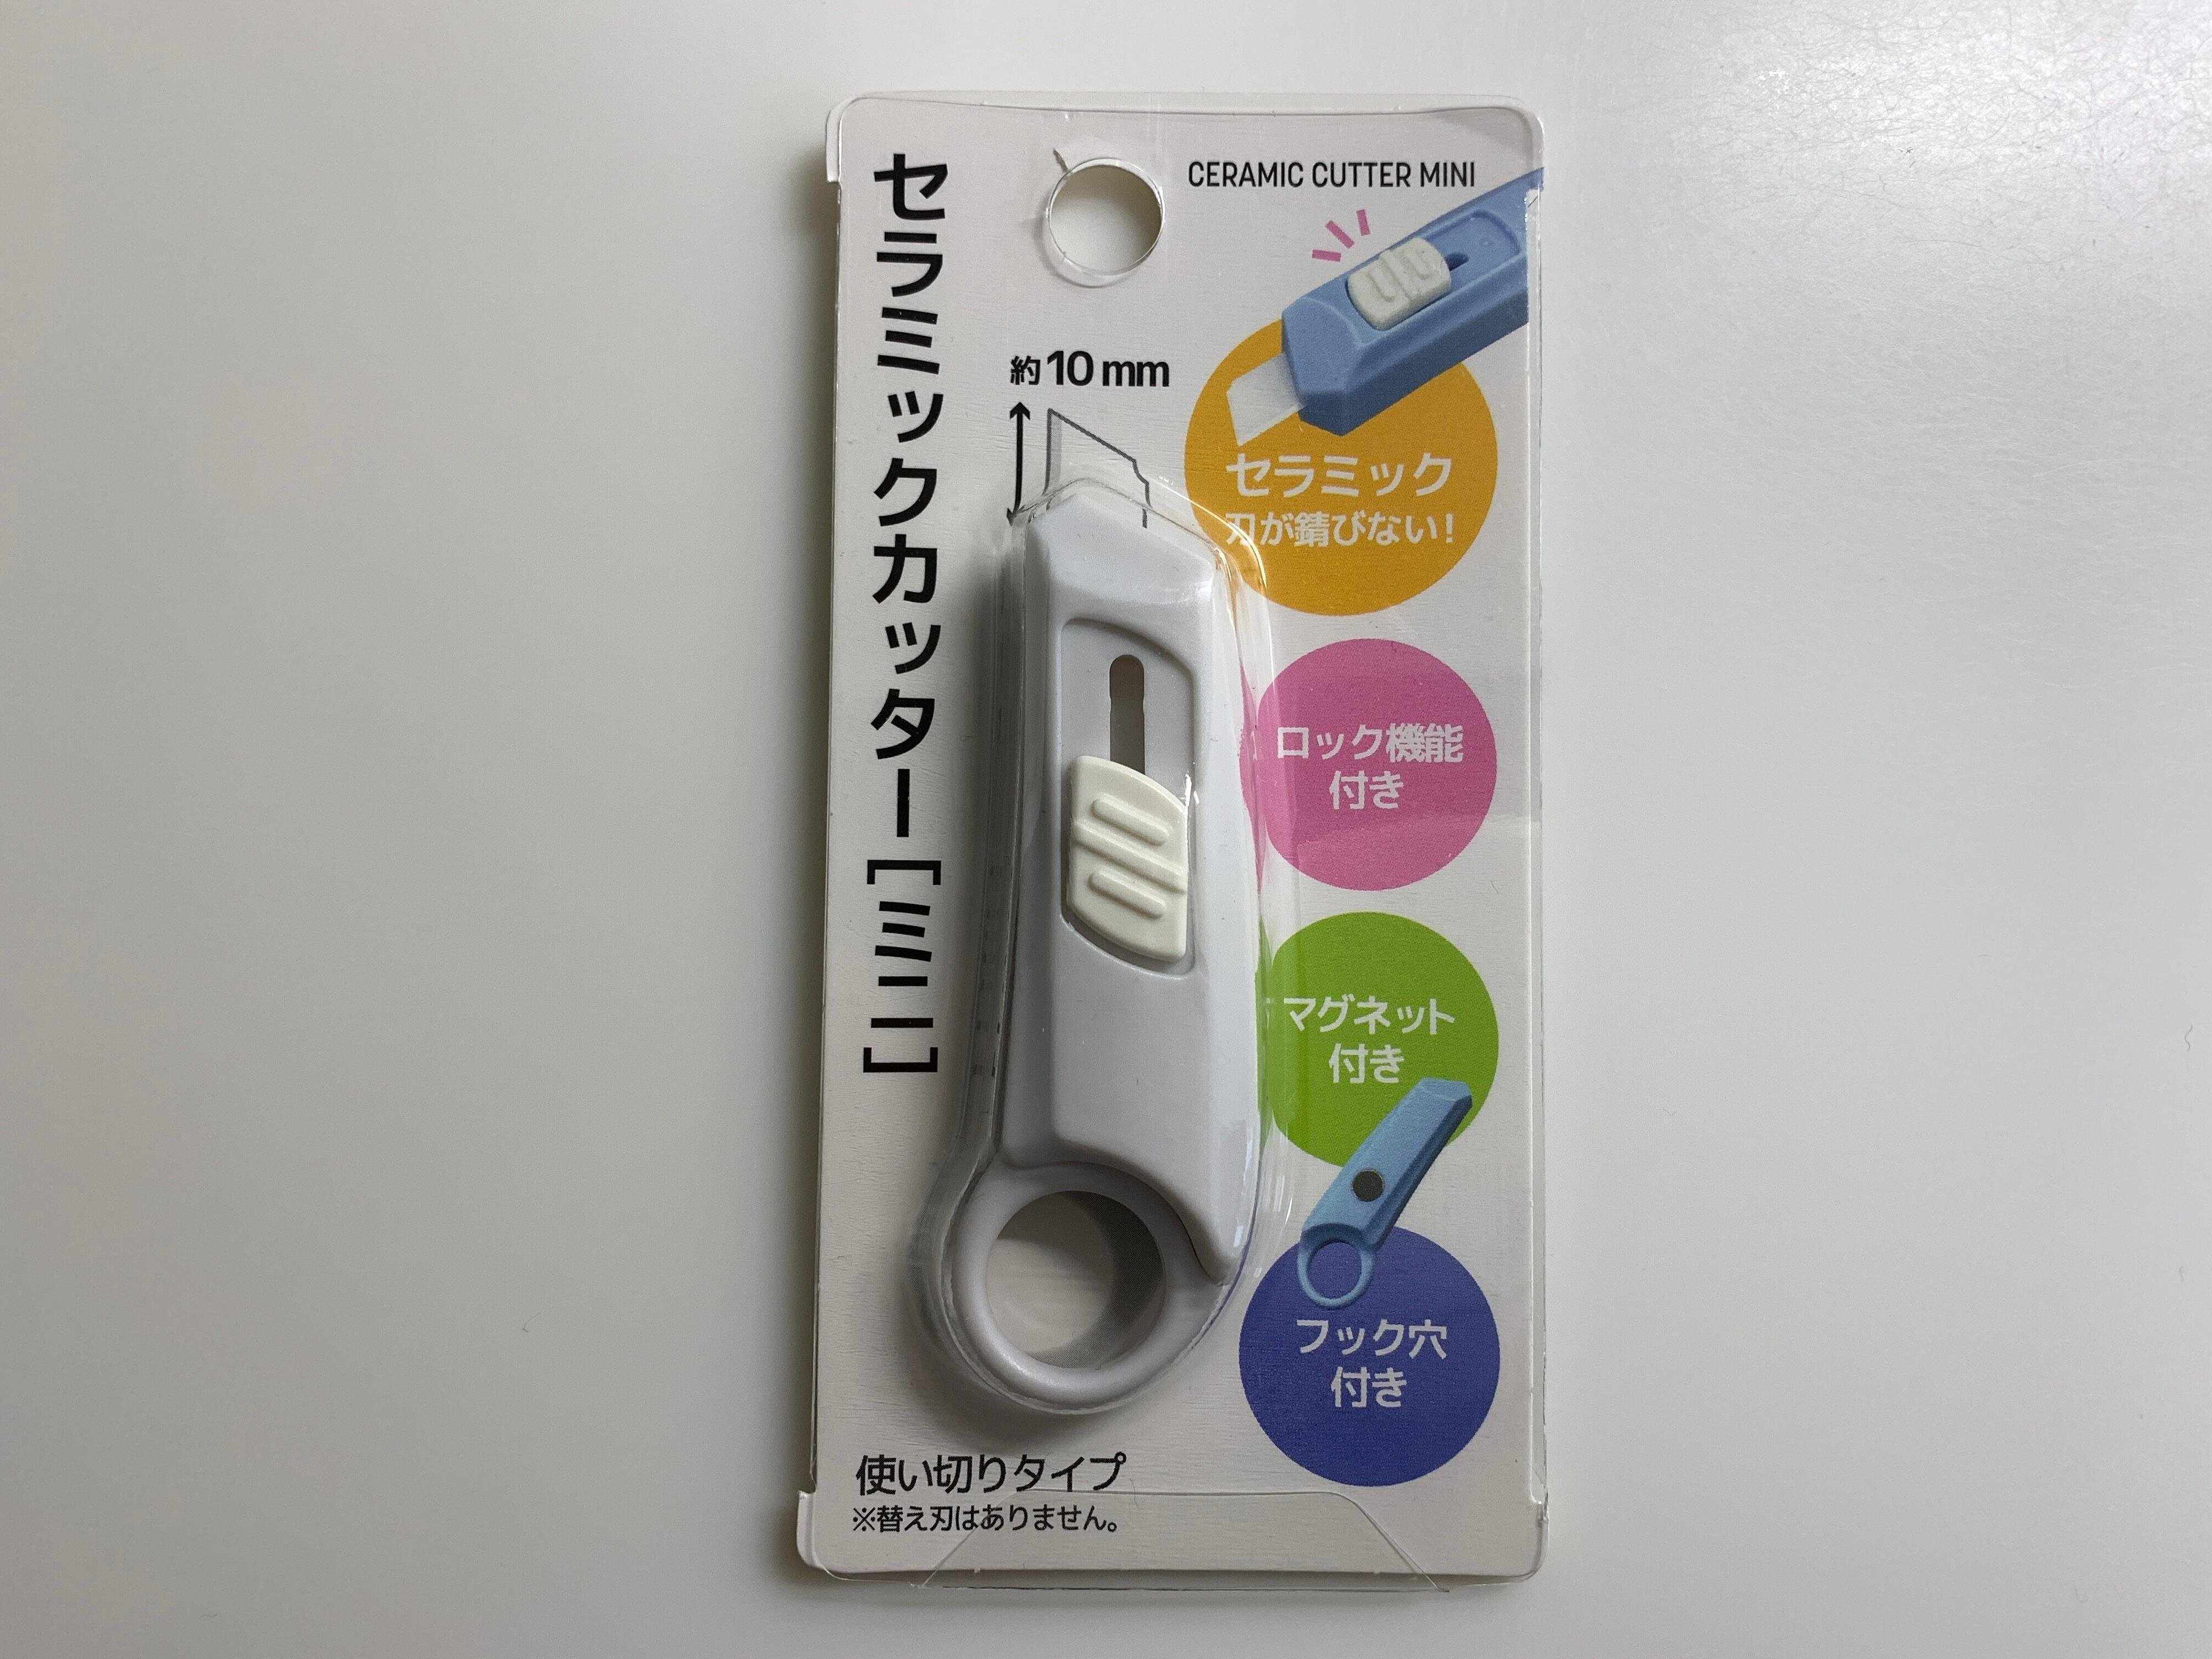 セラミックカッター[ミニ]
CERAMIC CUTTER MINI
約10mm
セラミック
刃が錆びない!
ロック機能
付き
マグネット
付き
フック穴
付き
使い切りタイプ
※替え刃はありません。